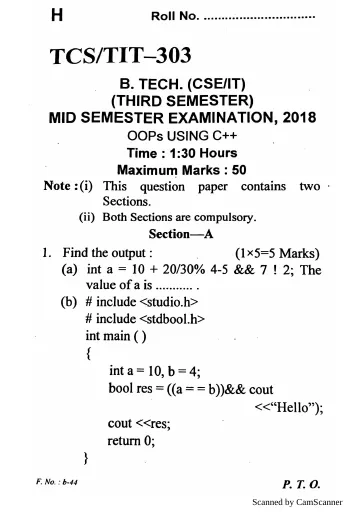 H Roll No. ................................
TCS/TIT–303
B. TECH. (CSE/IT)
(THIRD SEMESTER)
MID SEMESTER EXAMINATION, 2018
OOPs USING C++
Time : 1:30 Hours
Maximum Marks : 50
Note :(i) This question paper contains two
Sections.
(ii) Both Sections are compulsory.
Section—A
1. Find the output : (1×5=5 Marks)
(a) int a = 10 + 20/30% 4-5 && 7 ! 2; The
value of a is ........... .
(b) # include <studio.h>
# include <stdbool.h>
int main ( )
{
int a = 10, b = 4;
bool res = ((a = = b))&& cout
<<“Hello”);
cout <<res;
return 0;
}
F. No. : b-44 P. T. O.
Scanned by CamScanner